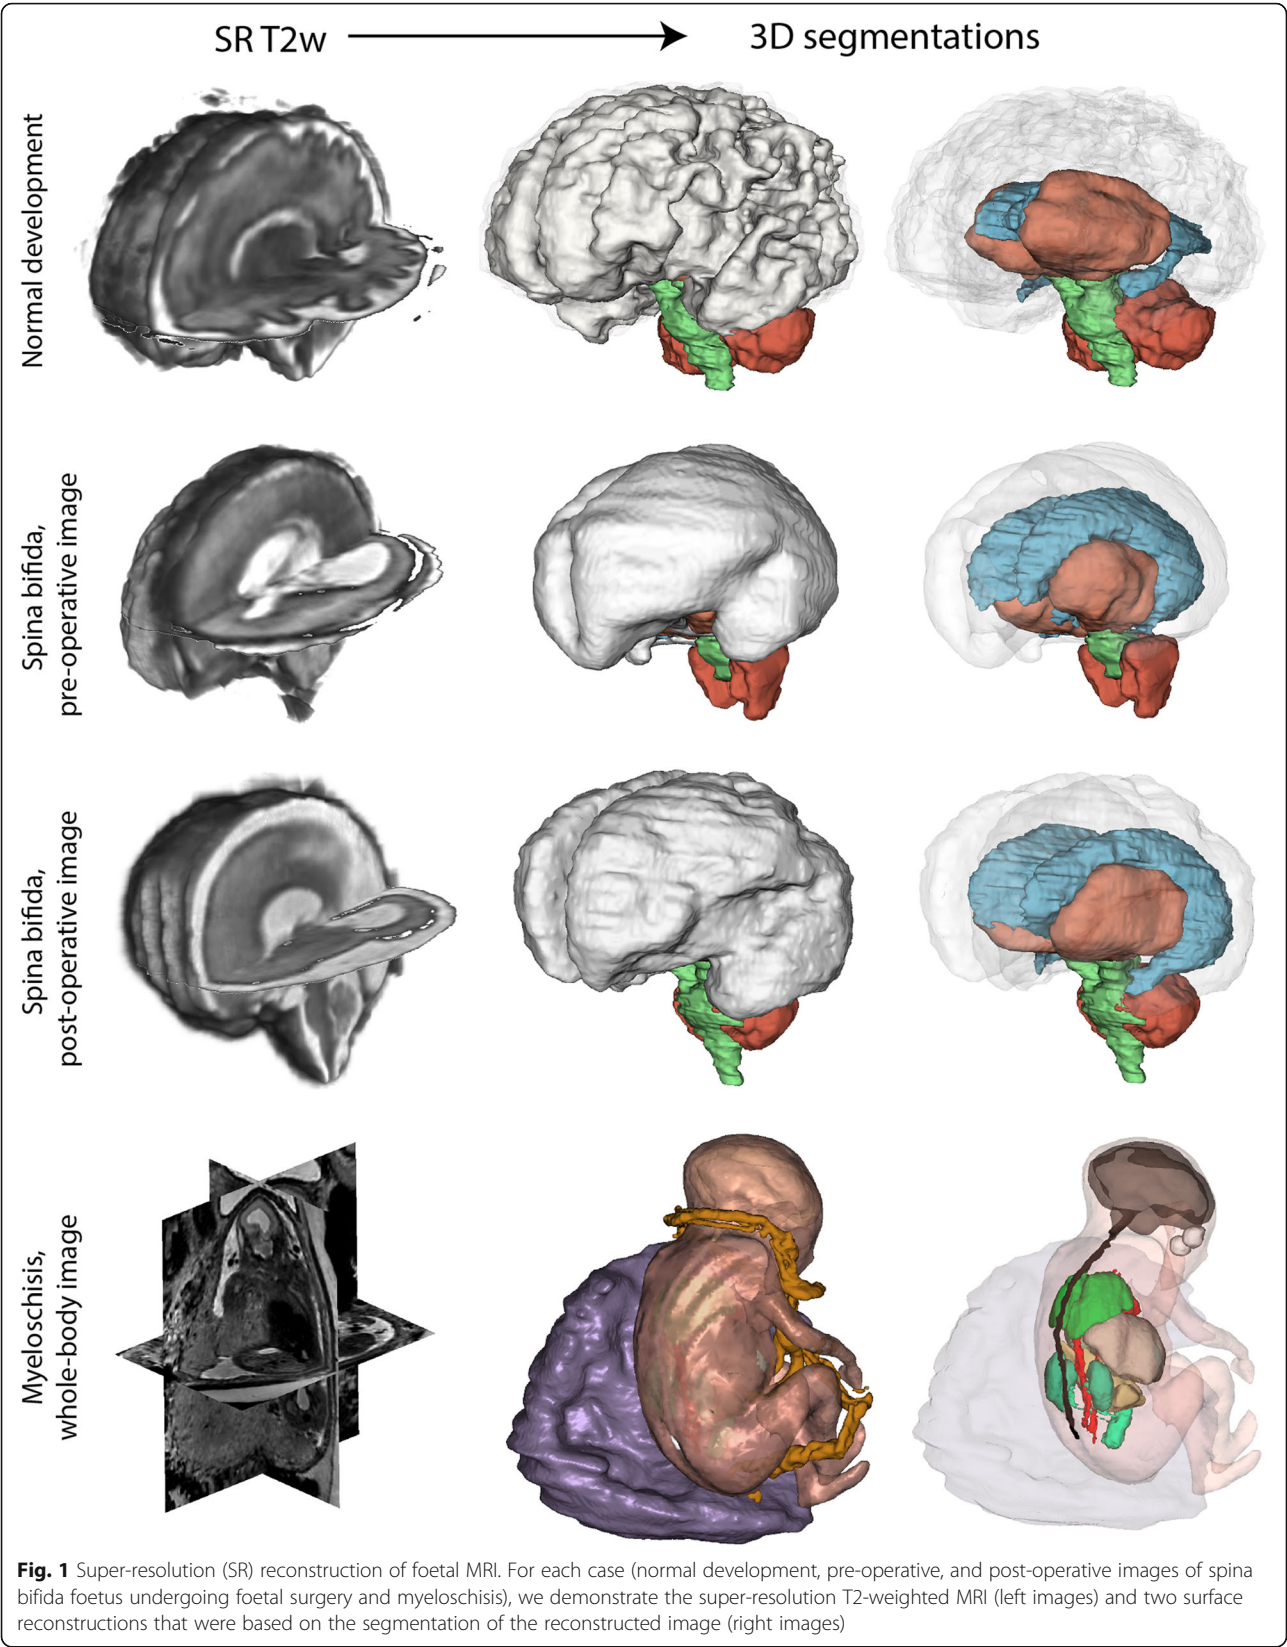 SR T2w
3D segmentations
Normal development
Spina bifida,
pre-operative image
Spina bifida,
post-operative image
Myeloschisis,
whole-body image
Fig. 1 Super-resolution (SR) reconstruction of foetal MRI. For each case (normal development, pre-operative, and post-operative images of spina
bifida foetus undergoing foetal surgery and myeloschisis), we demonstrate the super-resolution T2-weighted MRI (left images) and two surface
reconstructions that were based on the segmentation of the reconstructed image (right images)